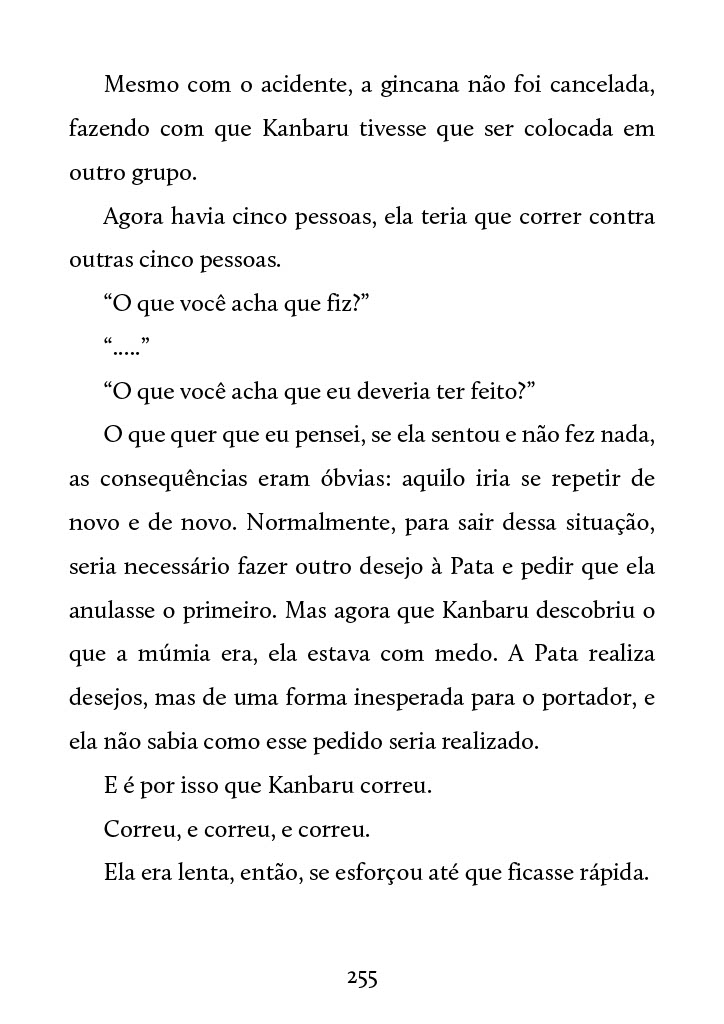 Mesmo com o acidente, a gincana não foi cancelada,
fazendo com que Kanbaru tivesse que ser colocada em
outro grupo.
Agora havia cinco pessoas, ela teria que correr contra
outras cinco pessoas.
“O que você acha que fiz?”
“.....”
“O que você acha que eu deveria ter feito?”
O que quer que eu pensei, se ela sentou e não fez nada,
as consequências eram óbvias: aquilo iria se repetir de
novo e de novo. Normalmente, para sair dessa situação,
seria necessário fazer outro desejo à Pata e pedir que ela
anulasse o primeiro. Mas agora que Kanbaru descobriu o
que a múmia era, ela estava com medo. A Pata realiza
desejos, mas de uma forma inesperada para o portador, e
ela não sabia como esse pedido seria realizado.
E é por isso que Kanbaru correu.
Correu, e correu, e correu.
Ela era lenta, então, se esforçou até que ficasse rápida.
255